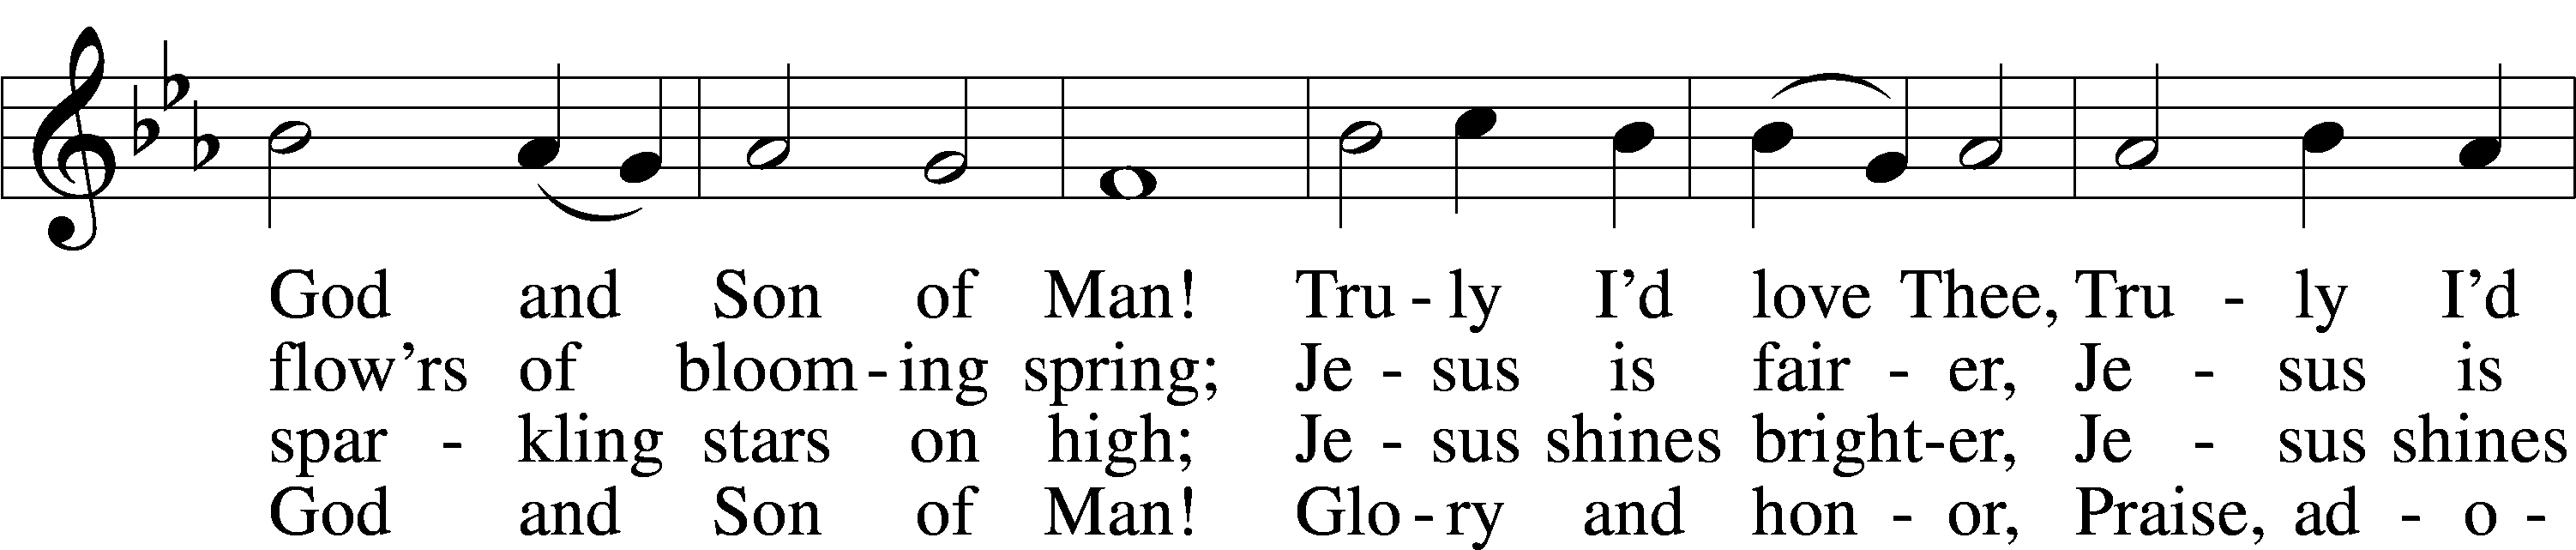 God and Son of Man! Tru - ly I'd love Thee, Tru - ly I'd
flow'rs of bloom - ing spring; Je - sus is fair - er, Je - sus is
spar - kling stars on high; Je - sus shines bright - er, Je - sus shines
God and Son of Man! Glo - ry and hon - or, Praise, ad - o -